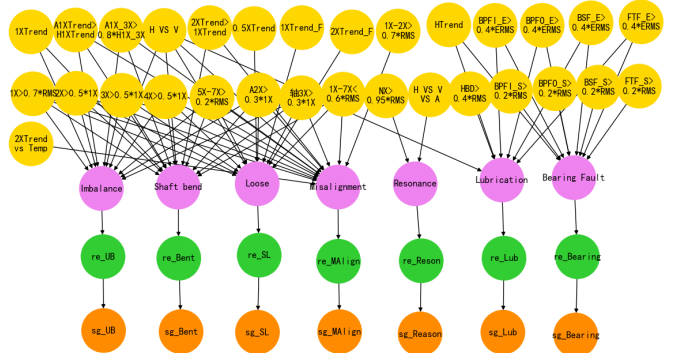 1XTrend
A1XTrend>
H1XTrend
A1X_3X>
0.8*H1X_3X
H VS V
2XTrend>
1XTrend
0.5XTrend
1XTrend_F
2XTrend_F
1X-2X>
0.7*RMS
HTrend
BPFI_E>
0.4*ERMS
BPFO_E>
0.4*ERMS
BSF_E>
0.4*ERMS
FTF_E>
0.4*ERMS
1X>0.7*RMS
2X>0.5*1X
3X>0.5*1X
4X>0.5*1X
5X-7X>
0.2*RMS
A2X>
0.3*1X
轴3X>
0.3*1X
1X-7X<
0.6*RMS
NX>
0.95*RMS
H VS V
VS A
HBD>
0.4*RMS
BPFI_S>
0.2*RMS
BPFO_S>
0.2*RMS
BSF_S>
0.2*RMS
FTF_S>
0.2*RMS
2XTrend
vs Temp
Imbalance
Shaft bend
Loose
Misalignment
Resonance
Lubrication
Bearing Fault
re_UB
re_Bent
re_SL
re_MAlign
re_Reson
re_Lub
re_Bearing
sg_UB
sg_Bent
sg_SL
sg_MAlign
sg_Reason
sg_Lub
sg_Bearing